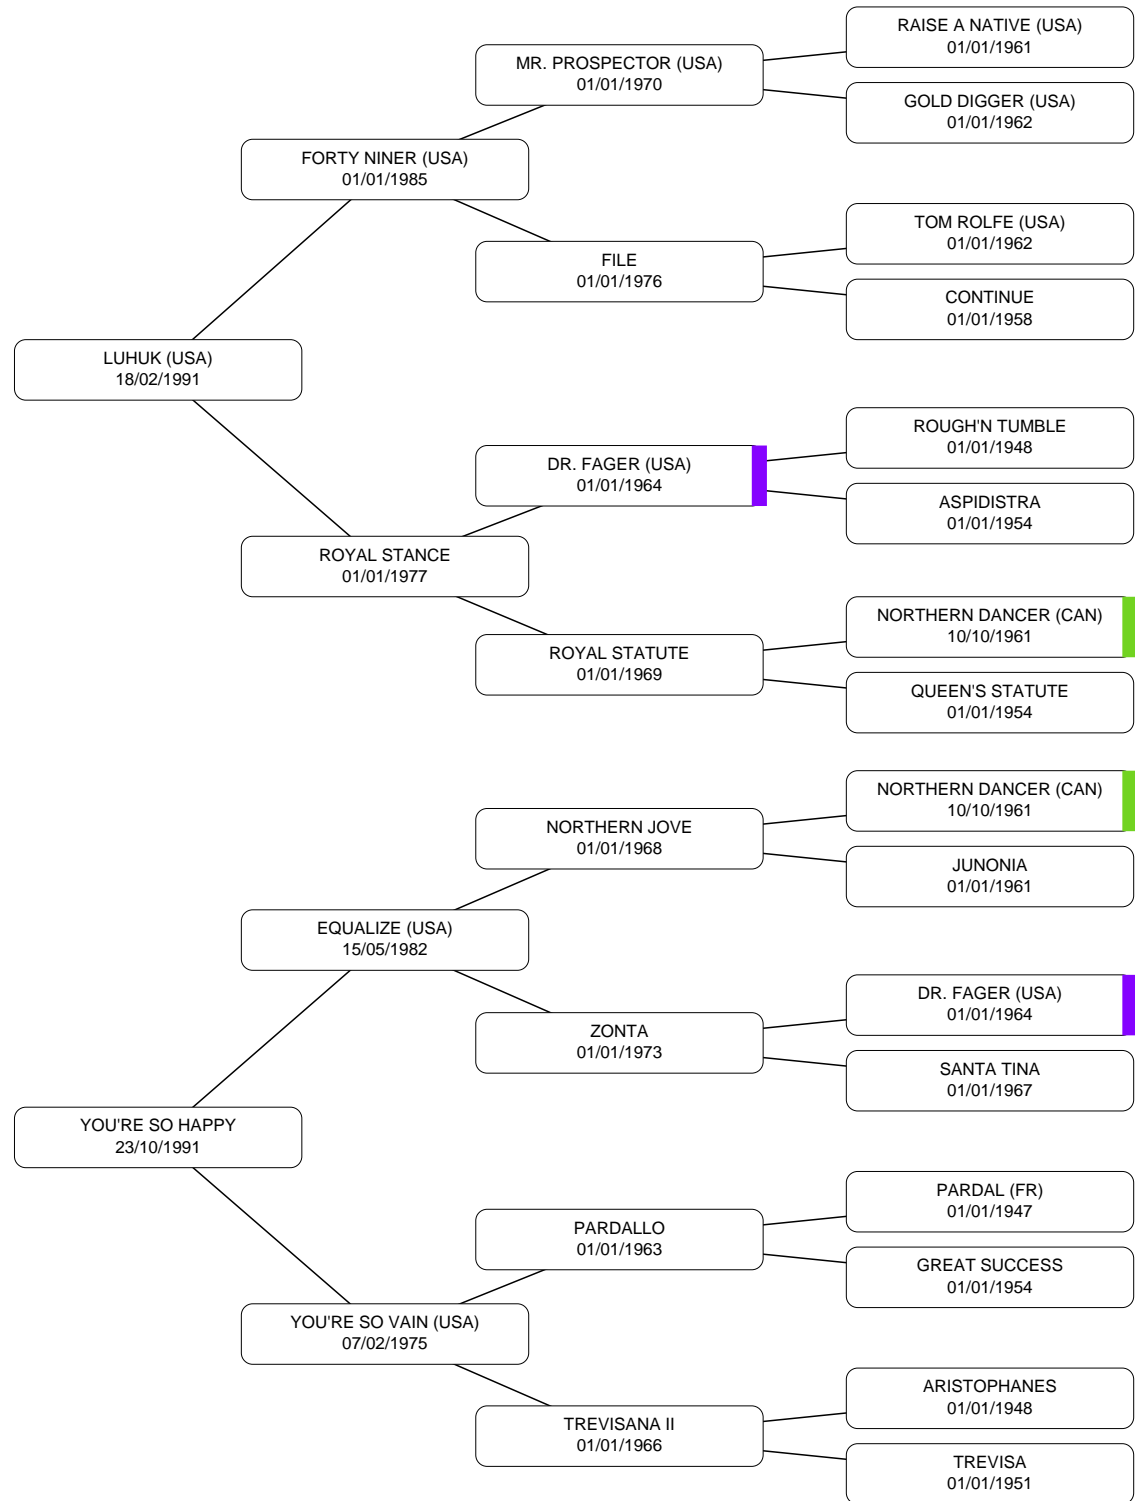 RAISE A NATIVE (USA)
01/01/1961
MR. PROSPECTOR (USA)
01/01/1970
GOLD DIGGER (USA)
01/01/1962
FORTY NINER (USA)
01/01/1985
TOM ROLFE (USA)
01/01/1962
FILE
01/01/1976
CONTINUE
01/01/1958
LUHUK (USA)
18/02/1991
ROUGH'N TUMBLE
01/01/1948
DR. FAGER (USA)
01/01/1964
ASPIDISTRA
01/01/1954
ROYAL STANCE
01/01/1977
NORTHERN DANCER (CAN)
10/10/1961
ROYAL STATUTE
01/01/1969
QUEEN'S STATUTE
01/01/1954
NORTHERN DANCER (CAN)
10/10/1961
NORTHERN JOVE
01/01/1968
JUNONIA
01/01/1961
EQUALIZE (USA)
15/05/1982
DR. FAGER (USA)
01/01/1964
ZONTA
01/01/1973
SANTA TINA
01/01/1967
YOU'RE SO HAPPY
23/10/1991
PARDAL (FR)
01/01/1947
PARDALLO
01/01/1963
GREAT SUCCESS
01/01/1954
YOU'RE SO VAIN (USA)
07/02/1975
ARISTOPHANES
01/01/1948
TREVISANA II
01/01/1966
TREVISA
01/01/1951